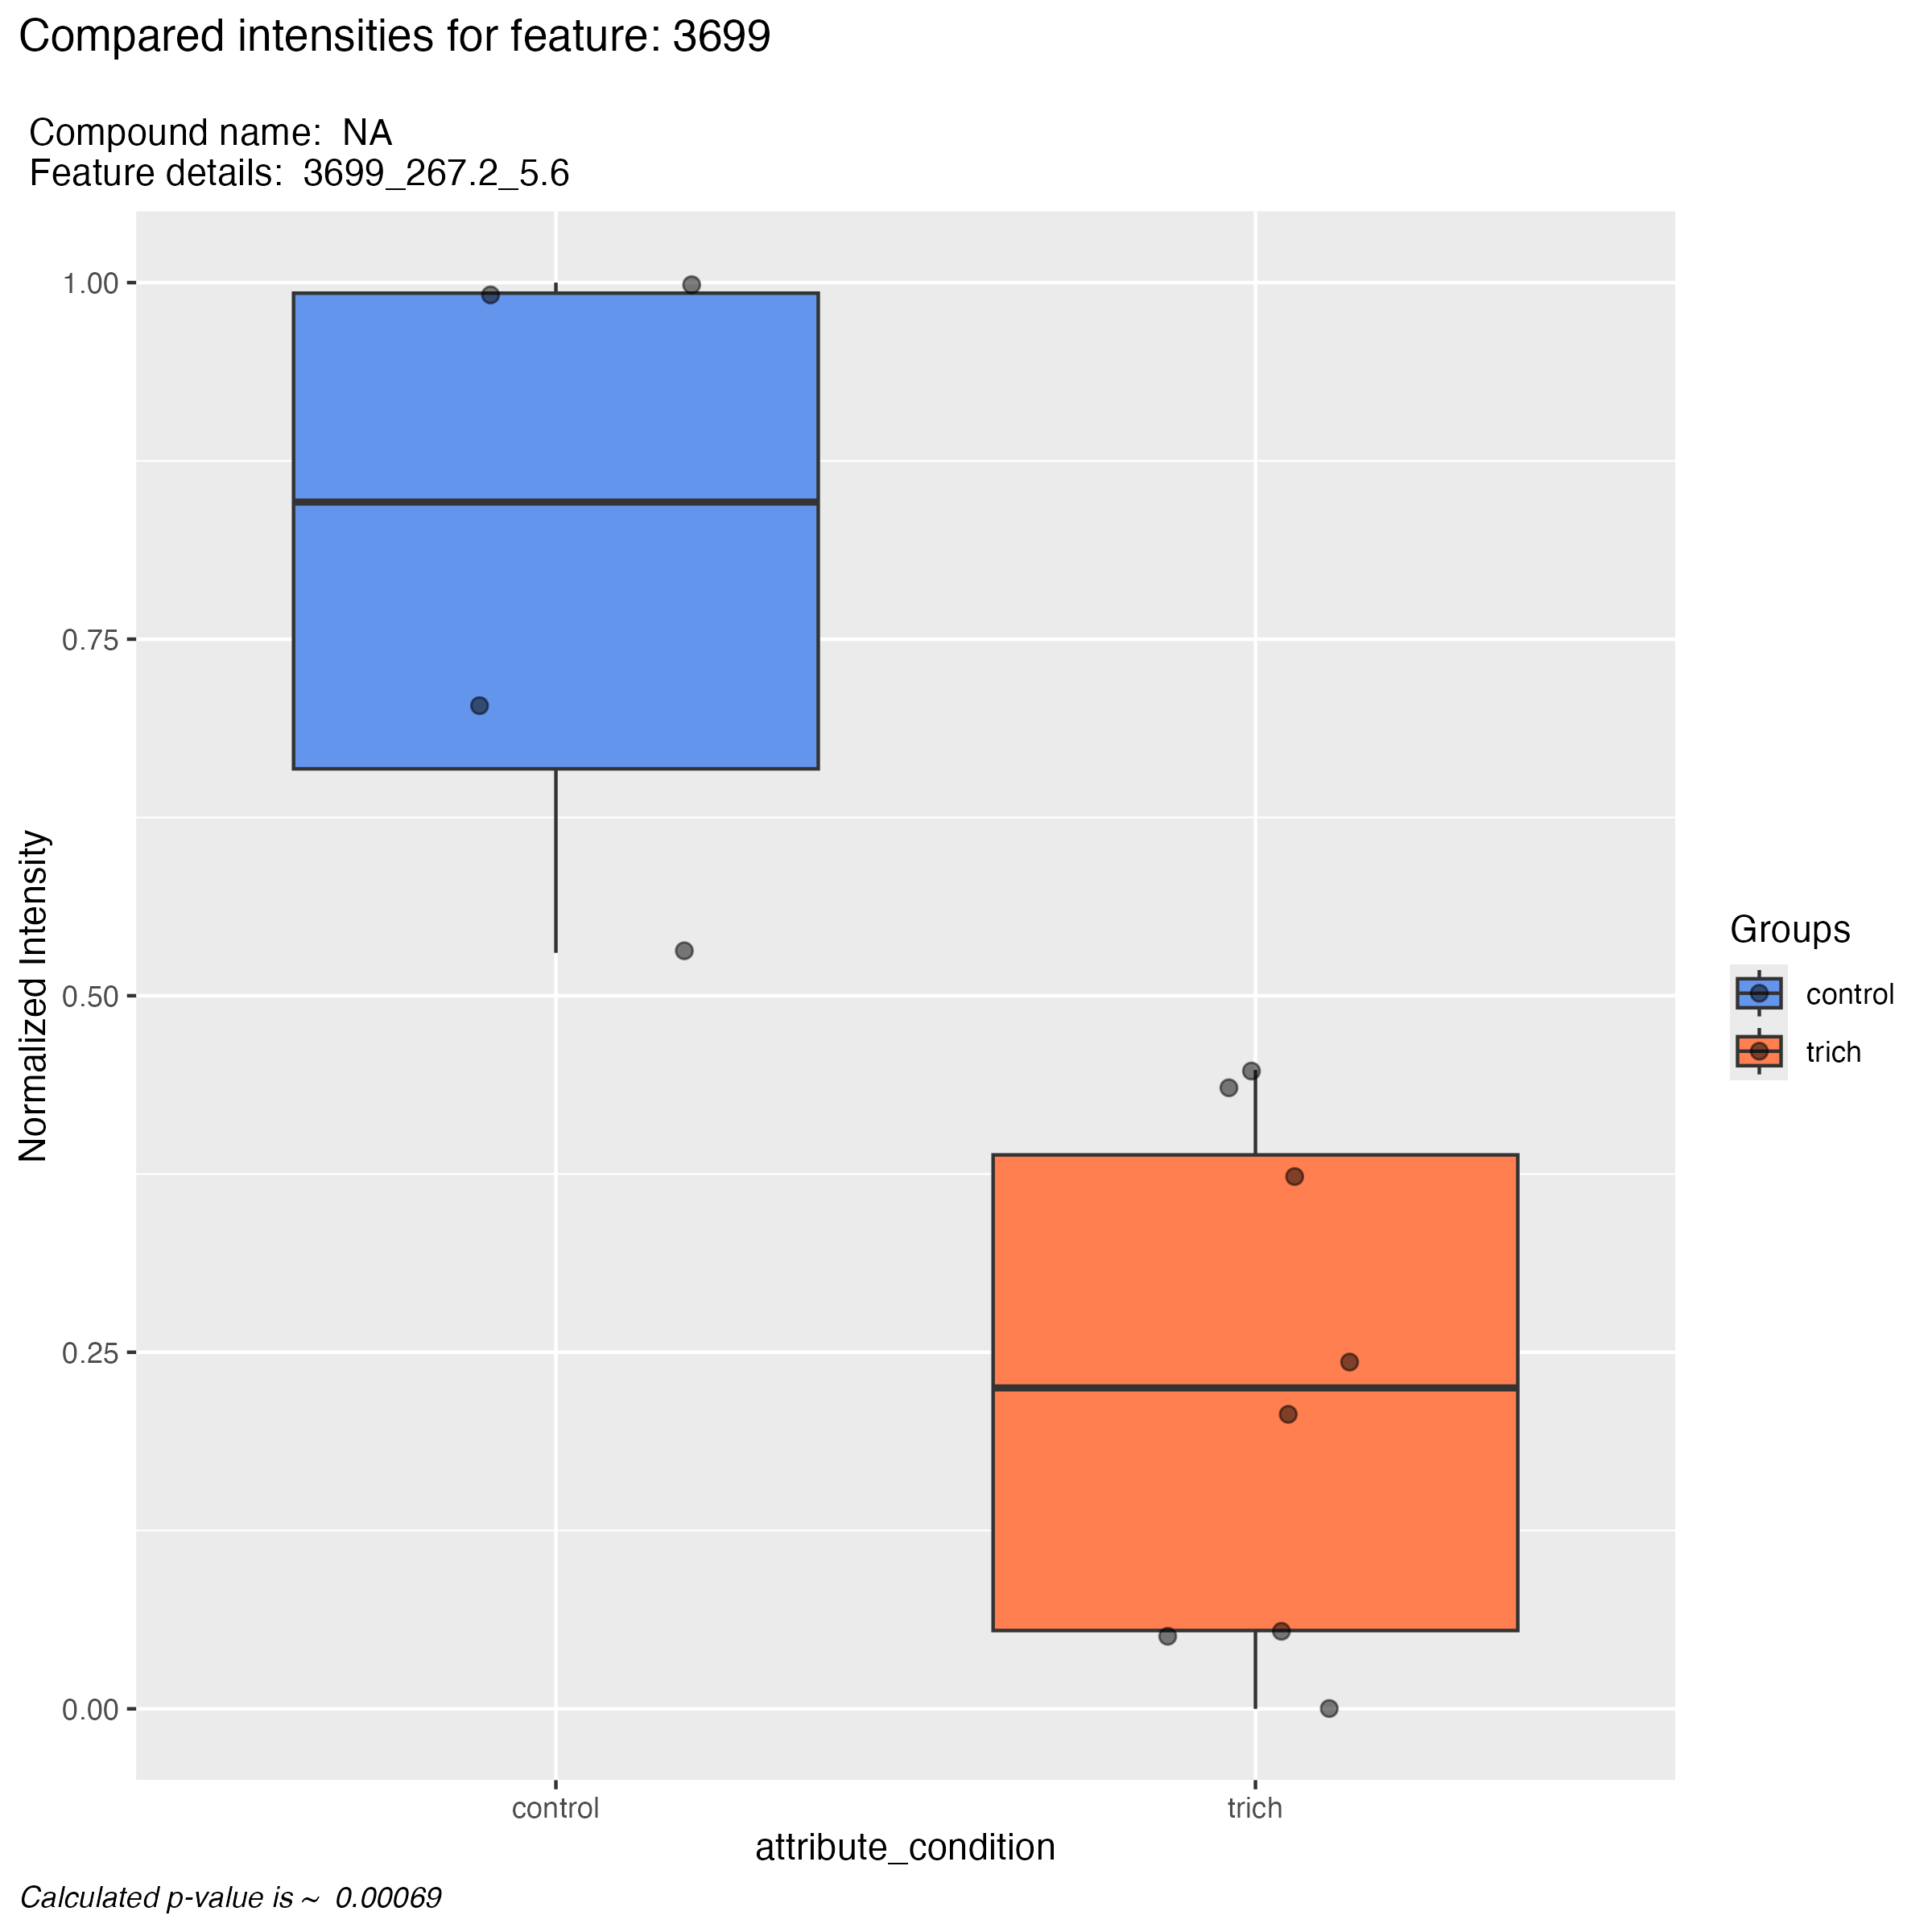 Compared intensities for feature: 3699
Compound name:  NA
Feature details:  3699_267.2_5.6
1.00
0.75
0.50
0.25
0.00
Normalized Intensity
control
trich
attribute_condition
Groups
control
trich
Calculated p-value is ~  0.00069